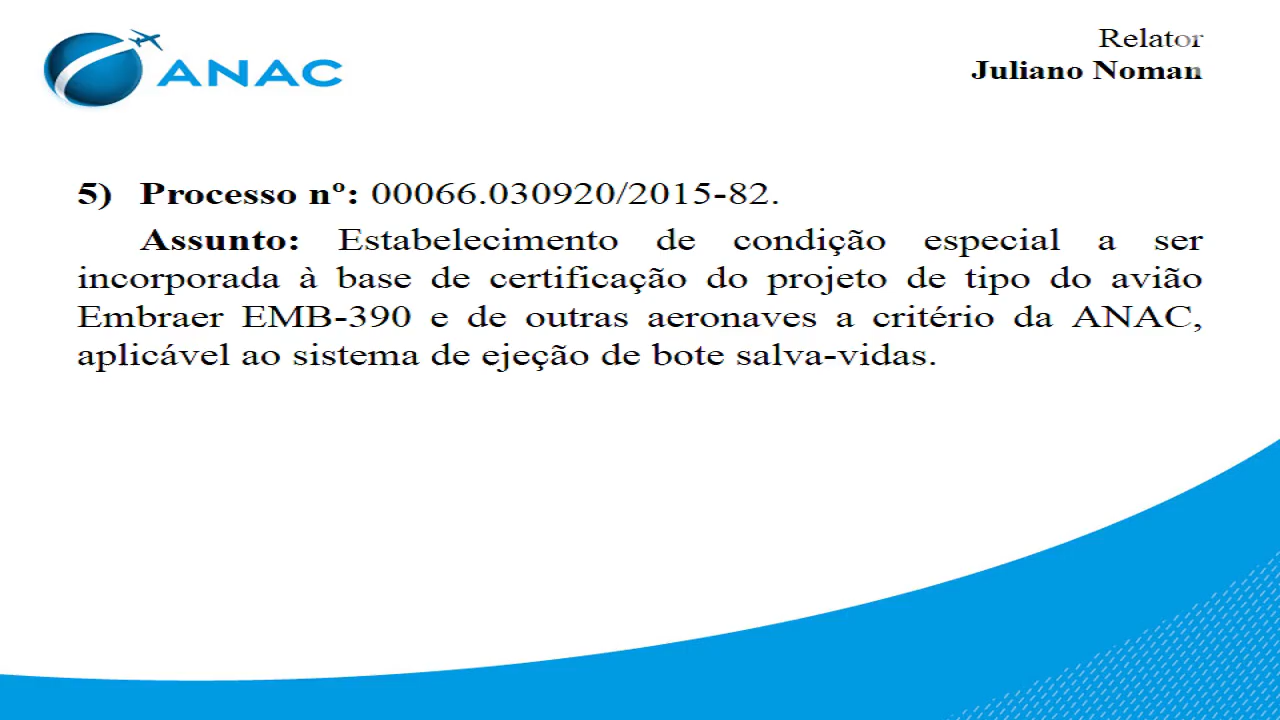 ANAC
Relator
Juliano Noman
5) Processo nº: 00066.030920/2015-82.
Assunto: Estabelecimento de condição especial a ser
incorporada à base de certificação do projeto de tipo do avião
Embraer EMB-390 e de outras aeronaves a critério da ANAC,
aplicável ao sistema de ejeção de bote salva-vidas.